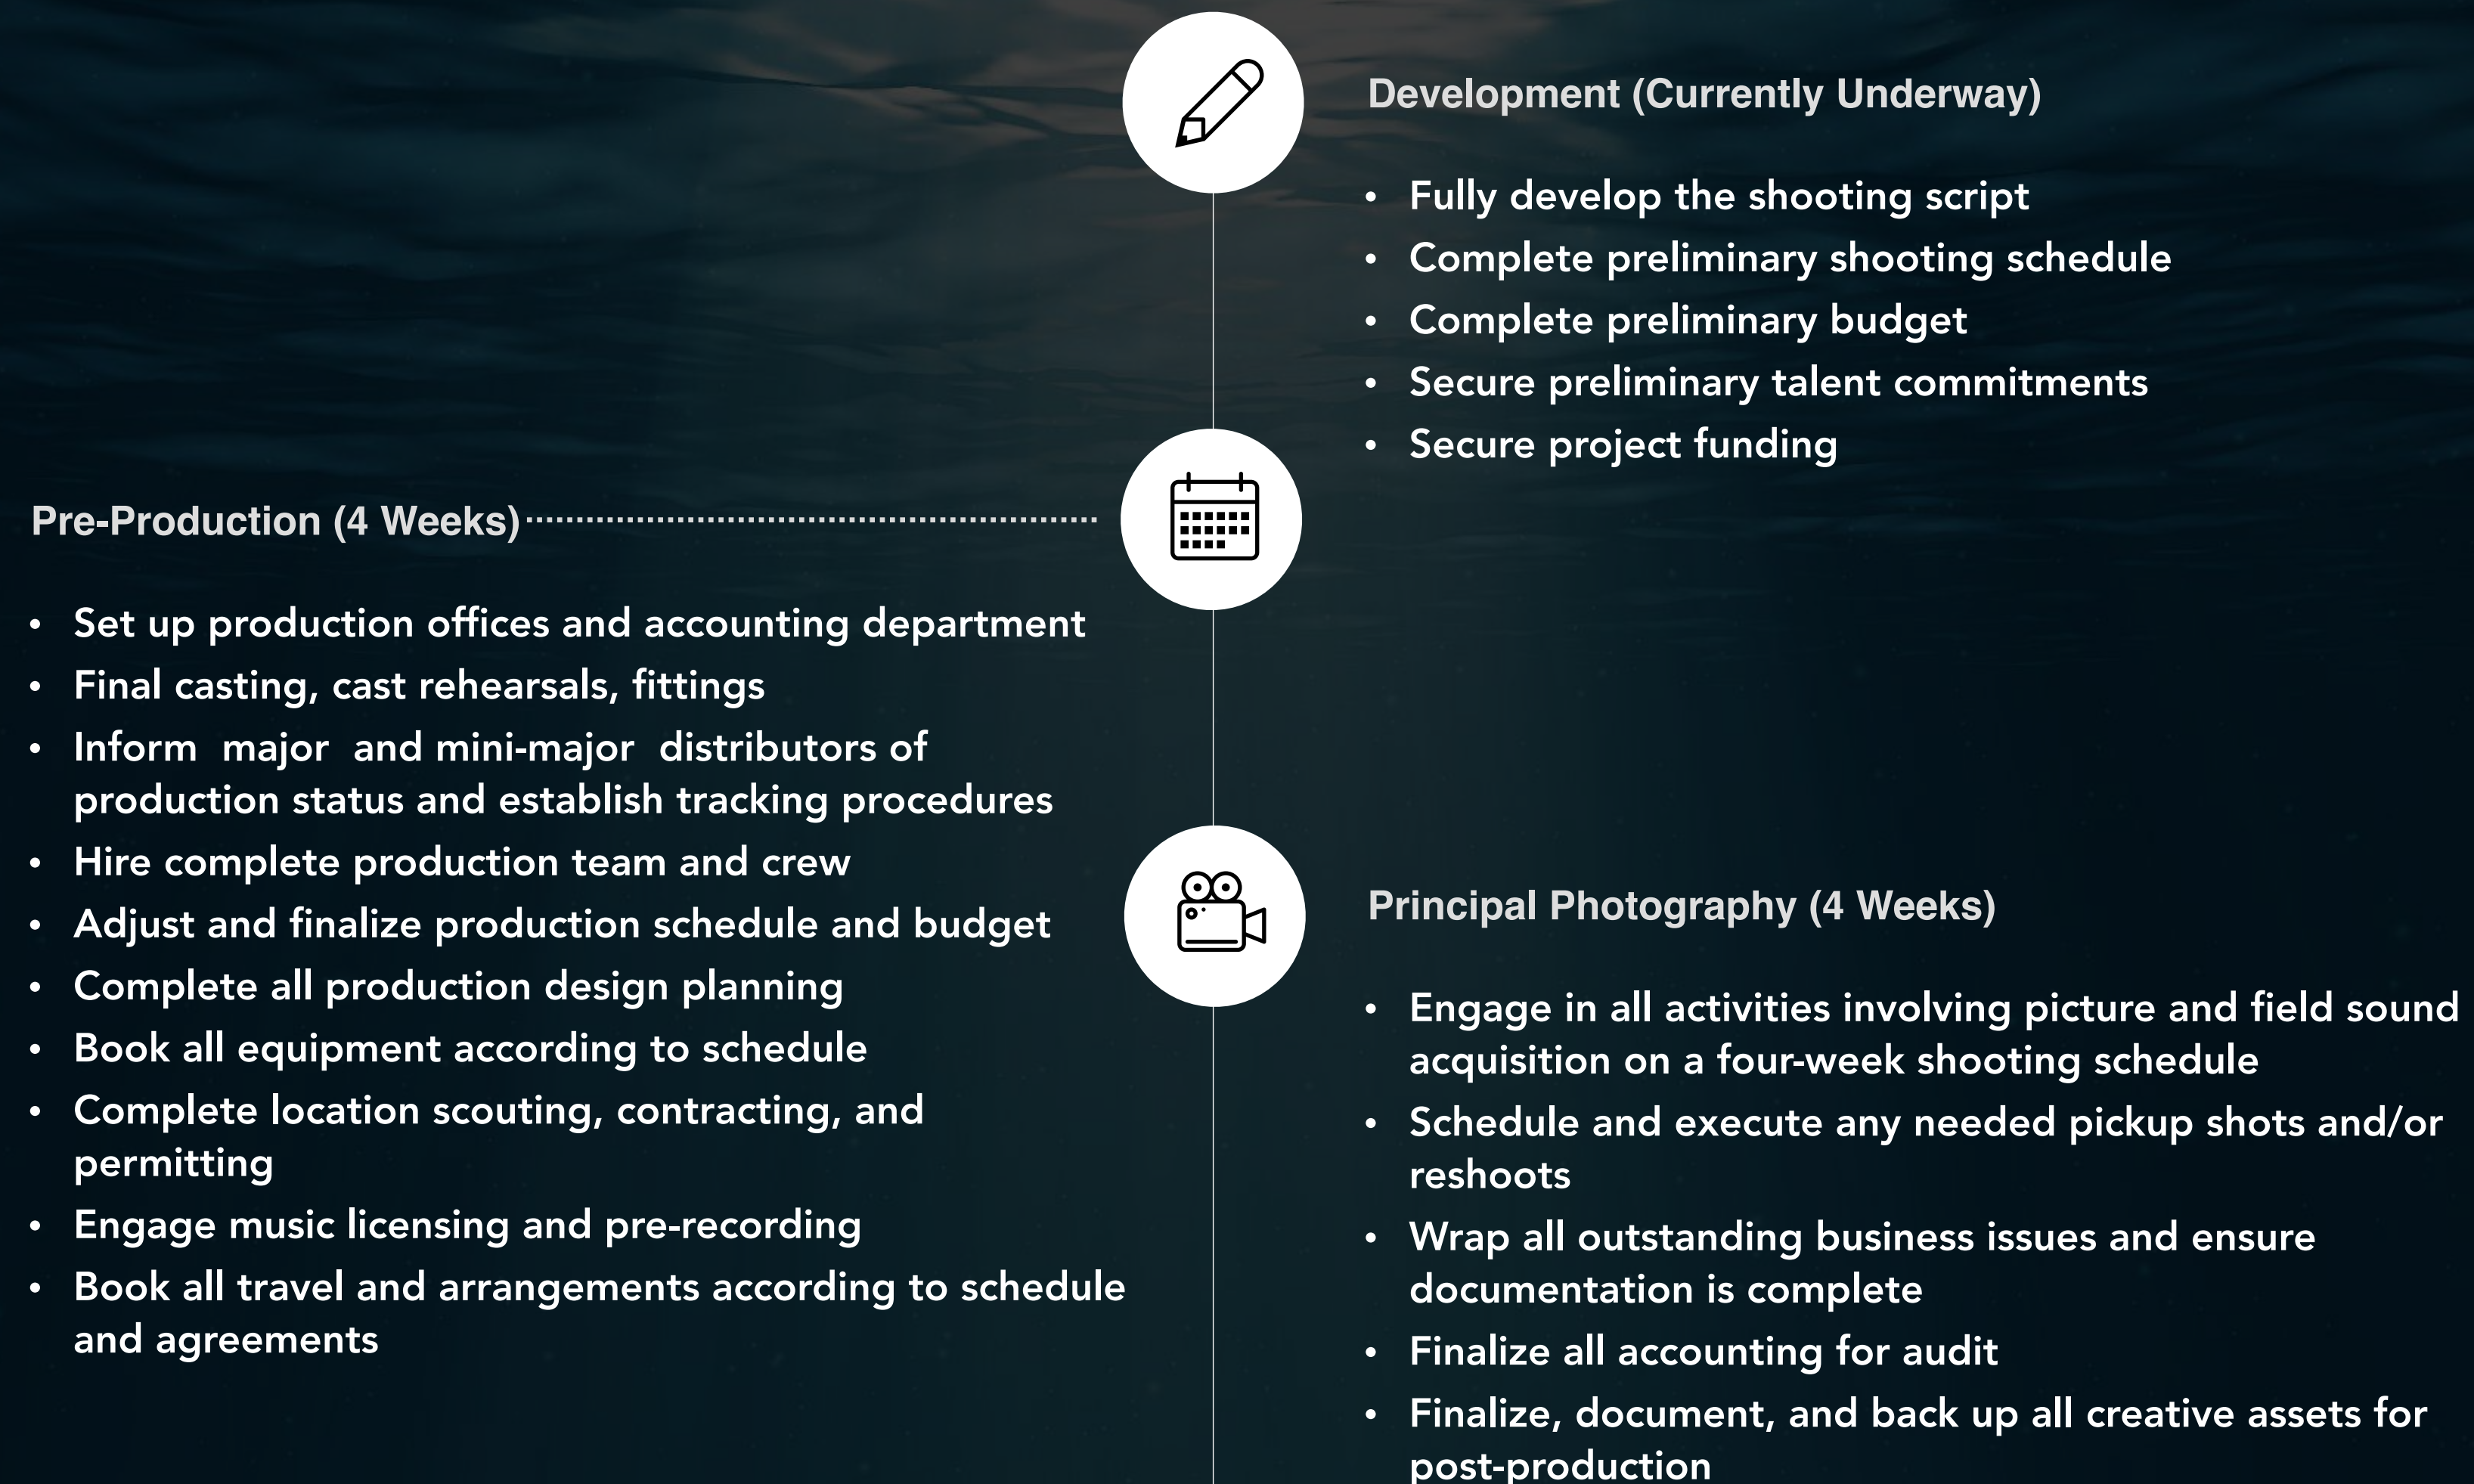 Development (Currently Underway)
• Fully develop the shooting script
• Complete preliminary shooting schedule
• Complete preliminary budget
• Secure preliminary talent commitments
• Secure project funding
Pre-Production (4 Weeks)
• Set up production offices and accounting department
• Final casting, cast rehearsals, fittings
• Inform major and mini-major distributors of
production status and establish tracking procedures
• Hire complete production team and crew
• Adjust and finalize production schedule and budget
• Complete all production design planning
• Book all equipment according to schedule
• Complete location scouting, contracting, and
permitting
• Engage music licensing and pre-recording
• Book all travel and arrangements according to schedule
and agreements
Principal Photography (4 Weeks)
• Engage in all activities involving picture and field sound
acquisition on a four-week shooting schedule
• Schedule and execute any needed pickup shots and/or
reshoots
• Wrap all outstanding business issues and ensure
documentation is complete
• Finalize all accounting for audit
• Finalize, document, and back up all creative assets for
post-production